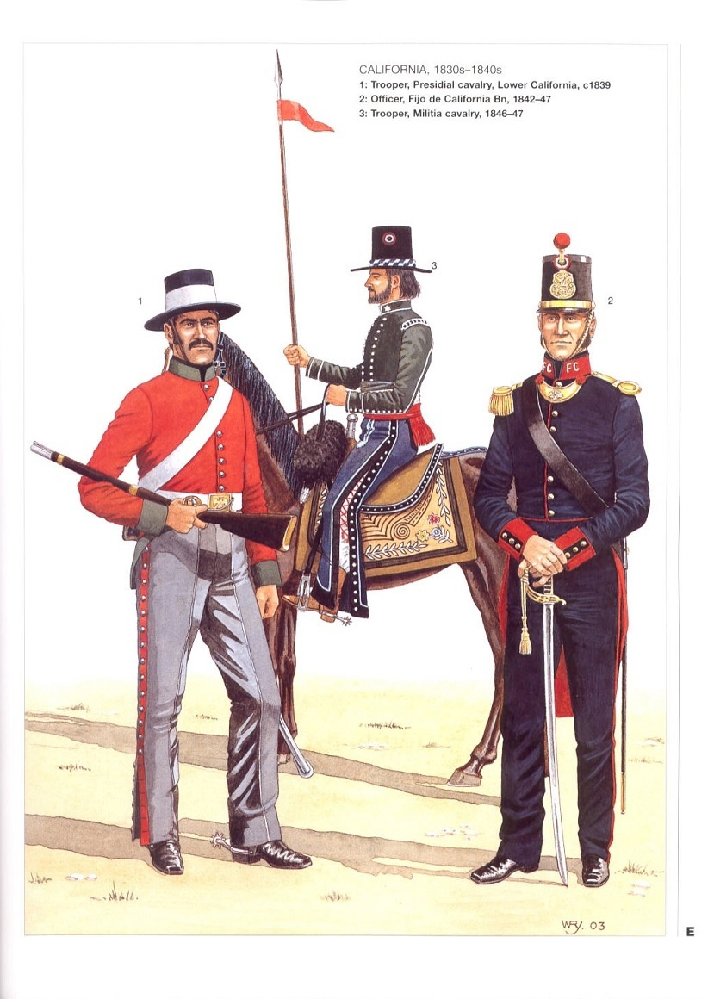 CALIFORNIA, 1830s–1840s
1: Trooper, Presidial cavalry, Lower California, c1839
2: Officer, Fijo de California Bn, 1842–47
3: Trooper, Militia cavalry, 1846–47
3
1
2
FC FC
WRY. 03
E